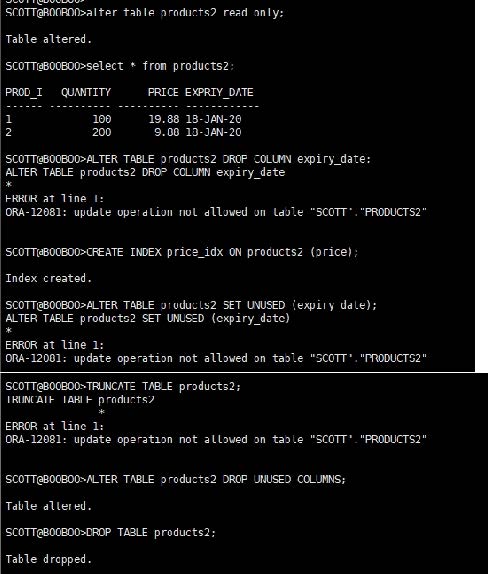 SCOTT@BOOBOO>
SCOTT@BOOBOO>alter table products2 read only;
Table altered.
SCOTT@BOOBOO>select * from products2;
PROD_I   QUANTITY      PRICE EXPRIY_DATE
------ ---------- ---------- ------------
1             100      19.88 18-JAN-20
2             200       9.88 18-JAN-20
SCOTT@BOOBOO>ALTER TABLE products2 DROP COLUMN expiry_date;
ALTER TABLE products2 DROP COLUMN expiry_date
*
ERROR at line 1:
ORA-12081: update operation not allowed on table "SCOTT"."PRODUCTS2"
SCOTT@BOOBOO>CREATE INDEX price_idx ON products2 (price);
Index created.
SCOTT@BOOBOO>ALTER TABLE products2 SET UNUSED (expiry_date);
ALTER TABLE products2 SET UNUSED (expiry_date)
*
ERROR at line 1:
ORA-12081: update operation not allowed on table "SCOTT"."PRODUCTS2"
SCOTT@BOOBOO>TRUNCATE TABLE products2;
TRUNCATE TABLE products2
               *
ERROR at line 1:
ORA-12081: update operation not allowed on table "SCOTT"."PRODUCTS2"
SCOTT@BOOBOO>ALTER TABLE products2 DROP UNUSED COLUMNS;
Table altered.
SCOTT@BOOBOO>DROP TABLE products2;
Table dropped.